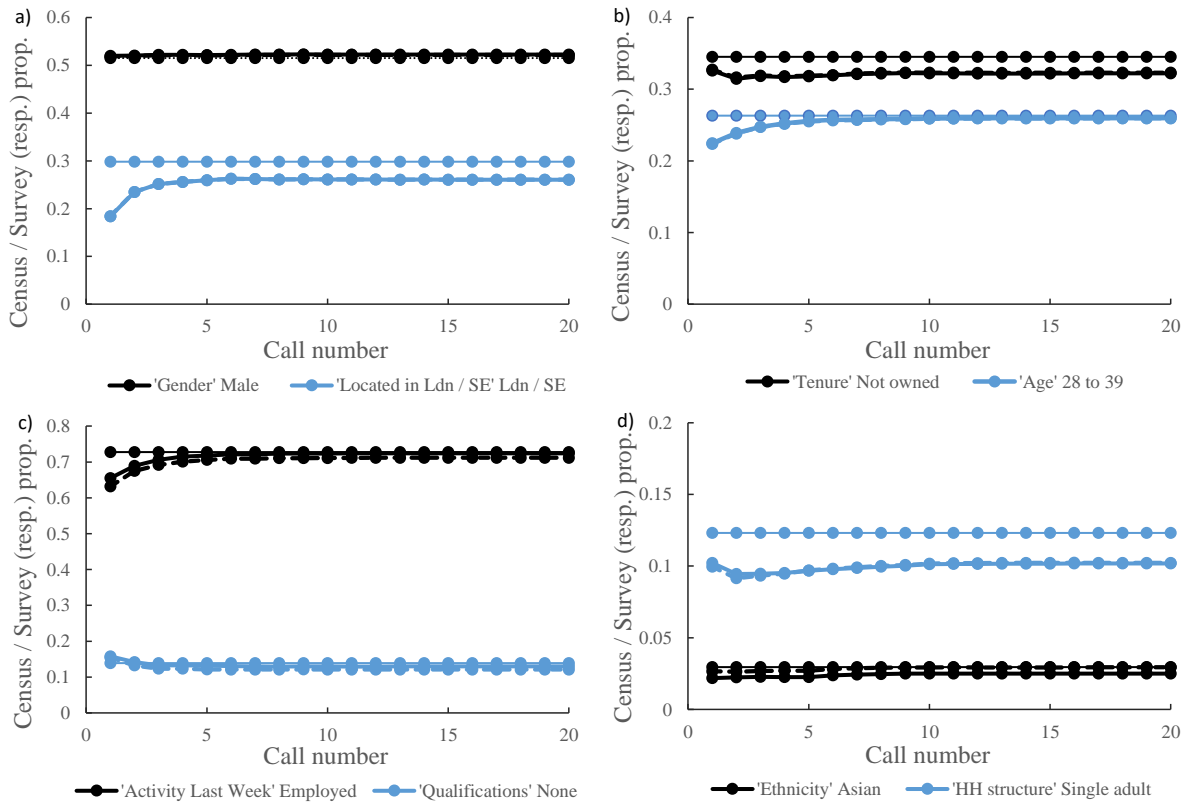 a)
Census / Survey (resp.) prop.
0.6
0.5
0.4
0.3
0.2
0.1
0
0 5 10 15 20
Call number
'Gender' Male 'Located in Ldn / SE' Ldn / SE
b)
Census / Survey (resp.) prop.
0.4
0.3
0.2
0.1
0
0 5 10 15 20
Call number
'Tenure' Not owned 'Age' 28 to 39
c)
Census / Survey (resp.) prop.
0.8
0.7
0.6
0.5
0.4
0.3
0.2
0.1
0
0 5 10 15 20
Call number
'Activity Last Week' Employed 'Qualifications' None
d)
Census / Survey (resp.) prop.
0.2
0.15
0.1
0.05
0
0 5 10 15 20
Call number
'Ethnicity' Asian 'HH structure' Single adult